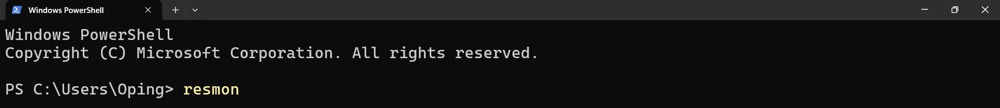 Windows PowerShell
Windows PowerShell
Copyright (C) Microsoft Corporation. All rights reserved.
PS C:\Users\Oping> resmon